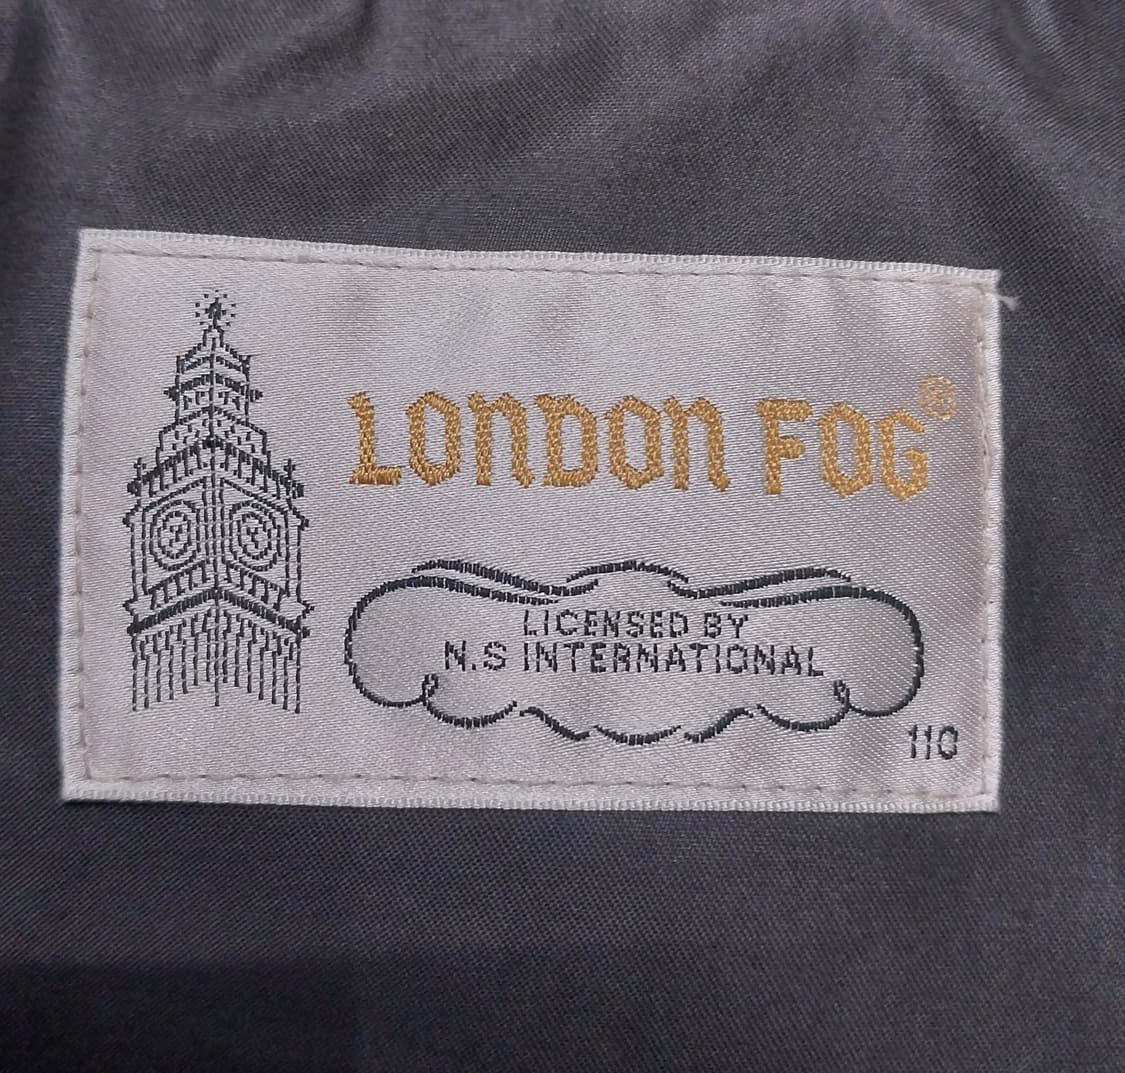 LONDON FOG®
LICENSED BY
N.S INTERNATIONAL
110